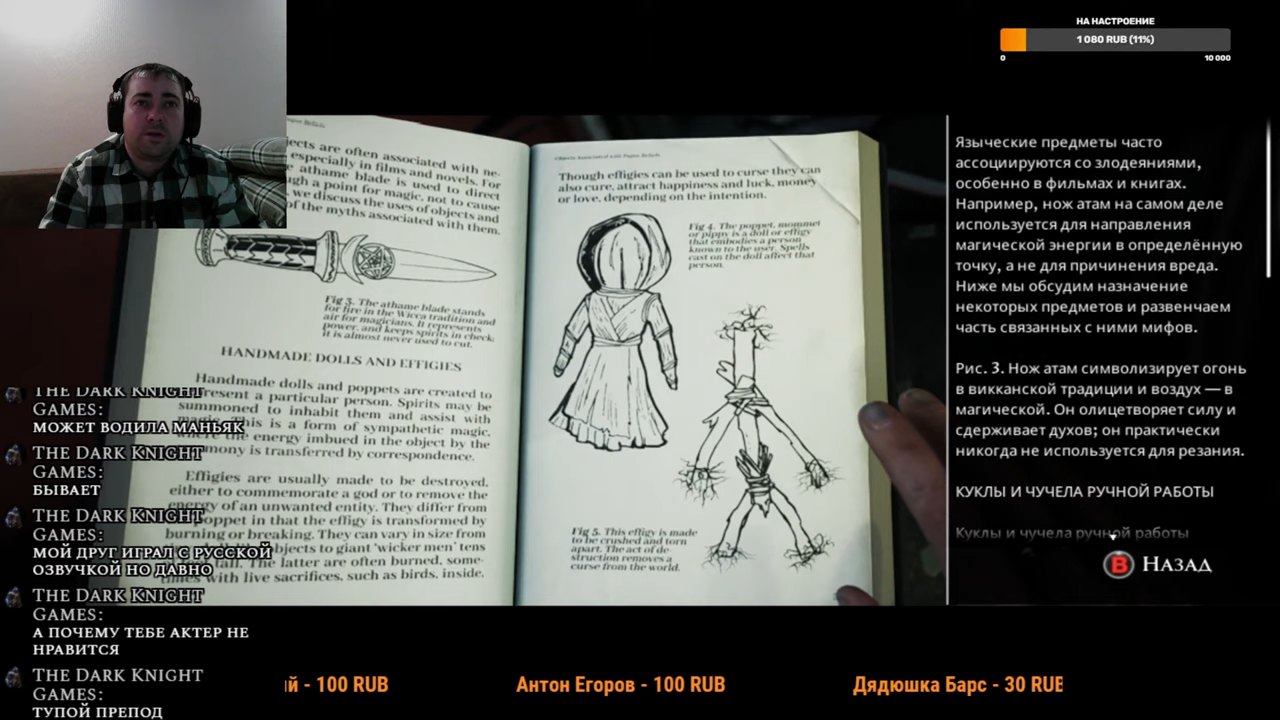 НА НАСТРОЕНИЕ
1 080 RUB (11%)
0
10 000
jects are often associated with ne-
especially in films and novels. For
athame blade is used to direct
ugh a point for magic, not to cause
we discuss the uses of objects and
of the myths associated with them.
Fig 3. The athame blade stands
for fire in the Wicca tradition and
air for magicians. It represents
power, and keeps spirits in check;
it is almost never used to cut.
HANDMADE DOLLS AND EFFIGIES
Handmade dolls and poppets are created to
present a particular person. Spirits may be
summoned to inhabit them and assist with
magic. This is a form of sympathetic magic,
where the energy imbued in the object by the
mony is transferred by correspondence.
Effigies are usually made to be destroyed,
either to commemorate a god or to remove the
energy of an unwanted entity. They differ from
poppet in that the effigy is transformed by
burning or breaking. They can vary in size from
objects to giant 'wicker men' tens
tall. The latter are often burned, some-
times with live sacrifices, such as birds, inside.
Objects Associated with Pagan Beliefs
Though effigies can be used to curse they can
also cure, attract happiness and luck, money
or love, depending on the intention.
Fig 4. The poppet, mommet
or pippy is a doll or effigy
that embodies a person
known to the user. Spells
cast on the doll affect that
person.
Fig 5. This effigy is made
to be crushed and torn
apart. The act of de-
struction removes a
curse from the world.
Языческие предметы часто
ассоциируются со злодеяниями,
особенно в фильмах и книгах.
Например, нож атам на самом деле
используется для направления
магической энергии в определённую
точку, а не для причинения вреда.
Ниже мы обсудим назначение
некоторых предметов и развенчаем
часть связанных с ними мифов.
Рис. 3. Нож атам символизирует огонь
в викканской традиции и воздух — в
магической. Он олицетворяет силу и
сдерживает духов; он практически
никогда не используется для резания.
КУКЛЫ И ЧУЧЕЛА РУЧНОЙ РАБОТЫ
Куклы и чучела ручной работы
B НАЗАД
THE DARK KNIGHT
GAMES:
МОЖЕТ ВОДИЛА МАНЬЯК
THE DARK KNIGHT
GAMES:
БЫВАЕТ
THE DARK KNIGHT
GAMES:
МОЙ ДРУГ ИГРАЛ С РУССКОЙ
ОЗВУЧКОЙ НО ДАВНО
THE DARK KNIGHT
GAMES:
А ПОЧЕМУ ТЕБЕ АКТЕР НЕ
НРАВИТСЯ
THE DARK KNIGHT
GAMES:
ТУПОЙ ПРЕПОД
ий - 100 RUB
Антон Егоров - 100 RUB
Дядюшка Барс - 30 RUB